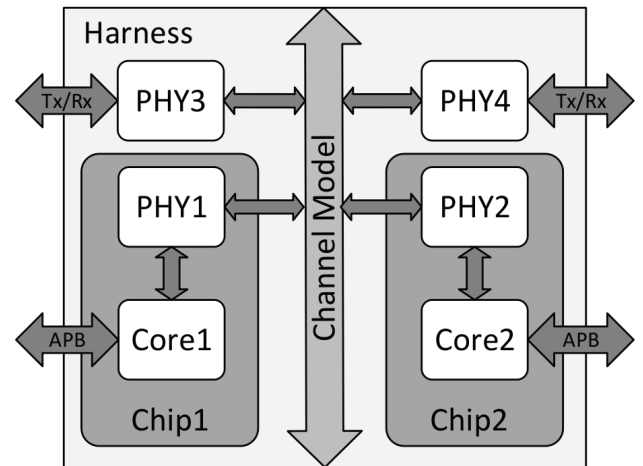 Harness
Tx/Rx
PHY3
PHY4
Tx/Rx
Channel Model
PHY1
PHY2
APB
Core1
Core2
APB
Chip1
Chip2